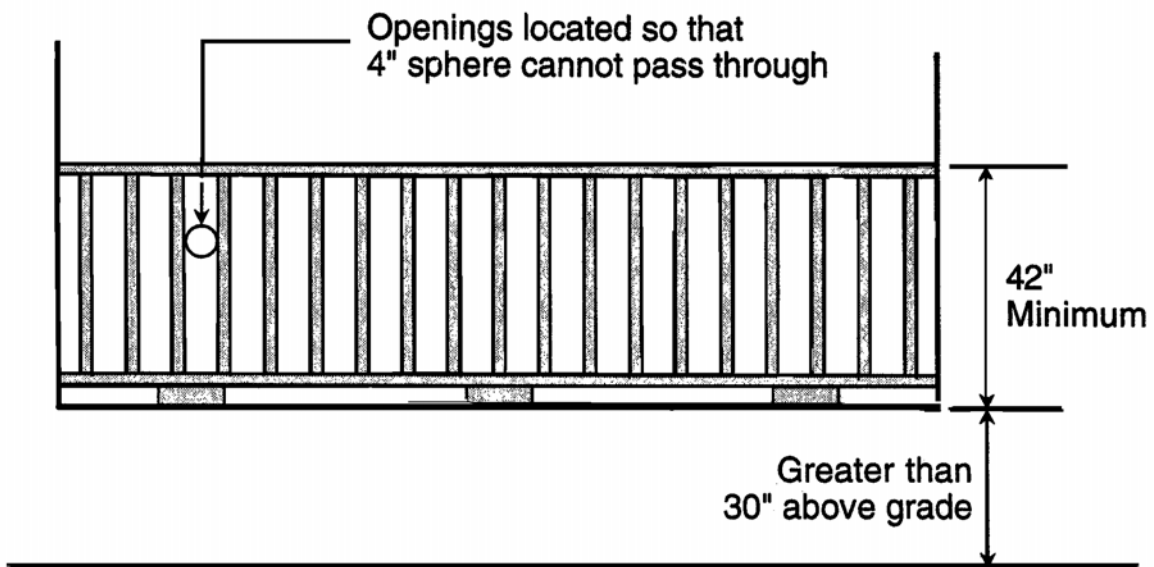 Openings located so that
4" sphere cannot pass through
42"
Minimum
Greater than
30" above grade